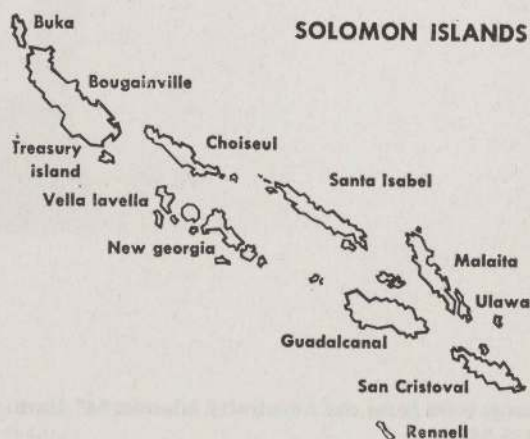 SOLOMON ISLANDS
Buka
Bougainville
Treasury
island
Choiseul
Santa Isabel
Vella lavella
New georgia
Malaita
Ulawa
Guadalcanal
San Cristoval
Rennell